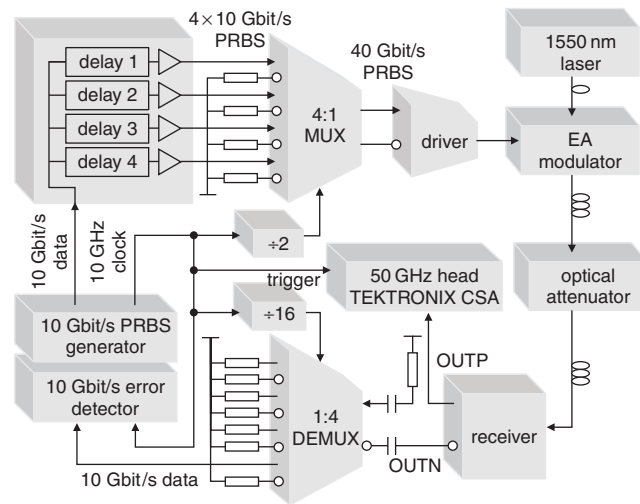 4×10 Gbit/s
PRBS
40 Gbit/s
PRBS
1550 nm
laser
delay 1
delay 2
delay 3
delay 4
4:1
MUX
driver
EA
modulator
10 Gbit/s
data
10 GHz
clock
÷2
trigger
50 GHz head
TEKTRONIX CSA
optical
attenuator
10 Gbit/s PRBS
generator
÷16
10 Gbit/s error
detector
1:4
DEMUX
OUTP
receiver
OUTN
10 Gbit/s data